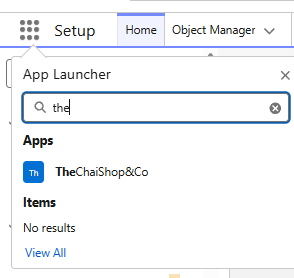 Setup
Home
Object Manager
App Launcher
the
Apps
Th
TheChaiShop&Co
Items
No results
View All